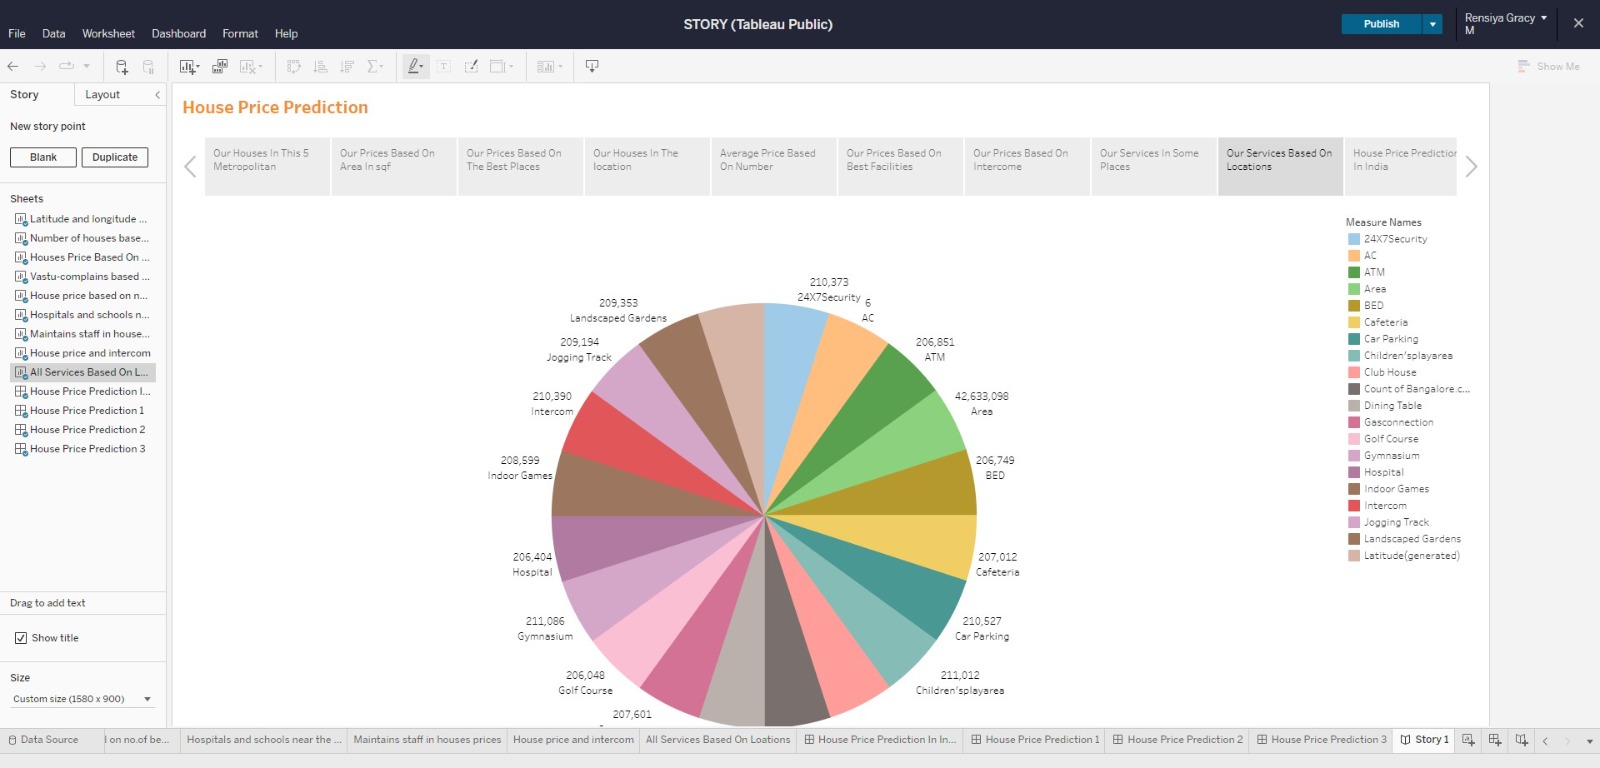 STORY (Tableau Public)
Publish
Rensiya Gracy
M
File Data Worksheet Dashboard Format Help
Show Me
Story Layout
New story point
Blank Duplicate
Sheets
Latitude and longitude ...
Number of houses base...
Houses Price Based On ...
Vastu-complains based ...
House price based on n...
Hospitals and schools n...
Maintains staff in house...
House price and intercom
All Services Based On L...
House Price Prediction I...
House Price Prediction 1
House Price Prediction 2
House Price Prediction 3
Drag to add text
Show title
Size
Custom size (1580 x 900)
House Price Prediction
Our Houses In This 5
Metropolitan
Our Prices Based On
Area In sqf
Our Prices Based On
The Best Places
Our Houses In The
location
Average Price Based
On Number
Our Prices Based On
Best Facilities
Our Prices Based On
Intercome
Our Services In Some
Places
Our Services Based On
Locations
House Price Prediction
In India
210,373
24X7Security
6
AC
206,851
ATM
42,633,098
Area
206,749
BED
207,012
Cafeteria
210,527
Car Parking
211,012
Children'splayarea
207,601
206,048
Golf Course
211,086
Gymnasium
206,404
Hospital
208,599
Indoor Games
210,390
Intercom
209,194
Jogging Track
209,353
Landscaped Gardens
Measure Names
24X7Security
AC
ATM
Area
BED
Cafeteria
Car Parking
Children'splayarea
Club House
Count of Bangalore.c...
Dining Table
Gasconnection
Golf Course
Gymnasium
Hospital
Indoor Games
Intercom
Jogging Track
Landscaped Gardens
Latitude(generated)
Data Source
on no.of be...
Hospitals and schools near the ...
Maintains staff in houses prices
House price and intercom
All Services Based On Loations
House Price Prediction In In...
House Price Prediction 1
House Price Prediction 2
House Price Prediction 3
Story 1